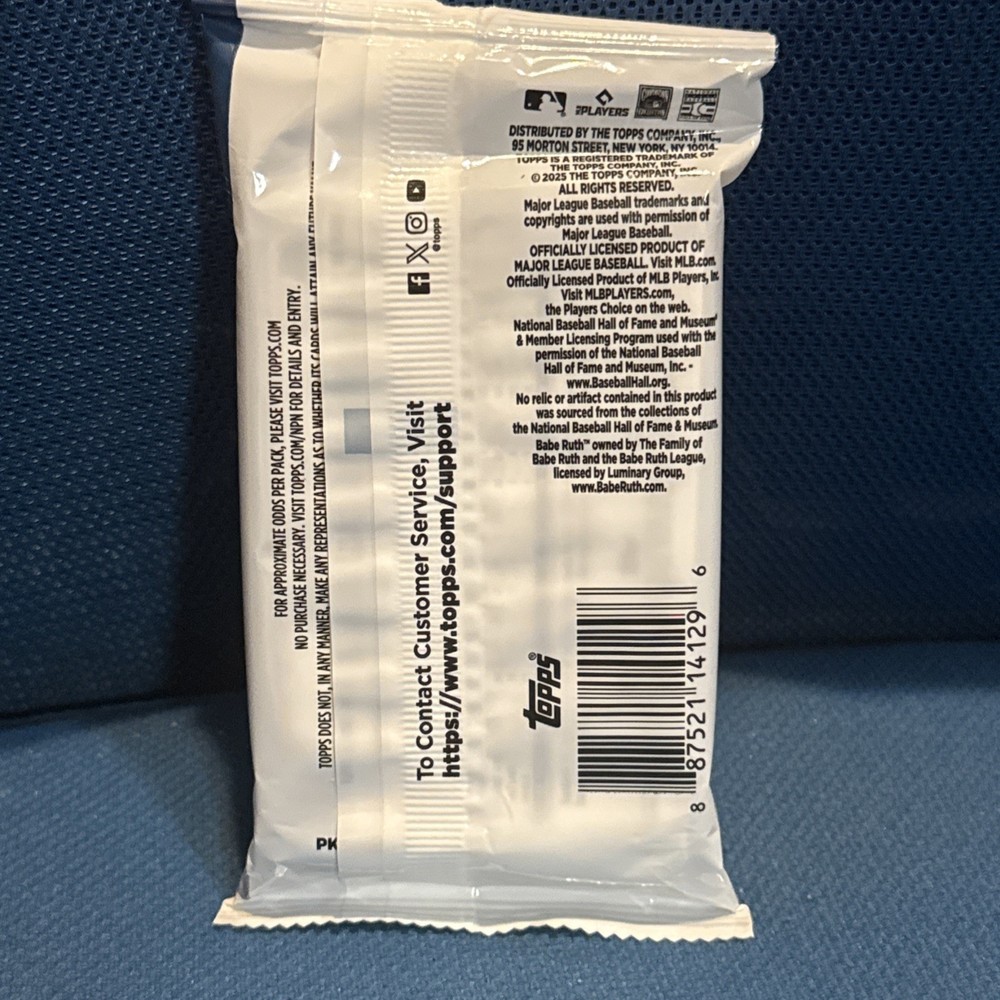 PLAYERS
DISTRIBUTED BY THE TOPPS COMPANY, INC.
95 MORTON STREET, NEW YORK, NY 10014.
TOPPS IS A REGISTERED TRADEMARK OF
THE TOPPS COMPANY, INC.
© 2025 THE TOPPS COMPANY, INC.
ALL RIGHTS RESERVED.
Major League Baseball trademarks and
copyrights are used with permission of
Major League Baseball.
OFFICIALLY LICENSED PRODUCT OF
MAJOR LEAGUE BASEBALL. Visit MLB.com.
Officially Licensed Product of MLB Players, Inc
Visit MLBPLAYERS.com,
the Players Choice on the web.
National Baseball Hall of Fame and Museum
& Member Licensing Program used with the
permission of the National Baseball
Hall of Fame and Museum, Inc. -
www.BaseballHall.org.
No relic or artifact contained in this product
was sourced from the collections of
the National Baseball Hall of Fame & Museum.
Babe Ruth™ owned by The Family of
Babe Ruth and the Babe Ruth League,
licensed by Luminary Group,
www.BabeRuth.com.
topps®
8 87521 14129 6
@topps
To Contact Customer Service, Visit
https://www.topps.com/support
FOR APPROXIMATE ODDS PER PACK, PLEASE VISIT TOPPS.COM
NO PURCHASE NECESSARY. VISIT TOPPS.COM/NPN FOR DETAILS AND ENTRY.
TOPPS DOES NOT, IN ANY MANNER, MAKE ANY REPRESENTATIONS AS TO WHETHER ITS CARDS WILL ATTAIN ANY FUTURE
PK